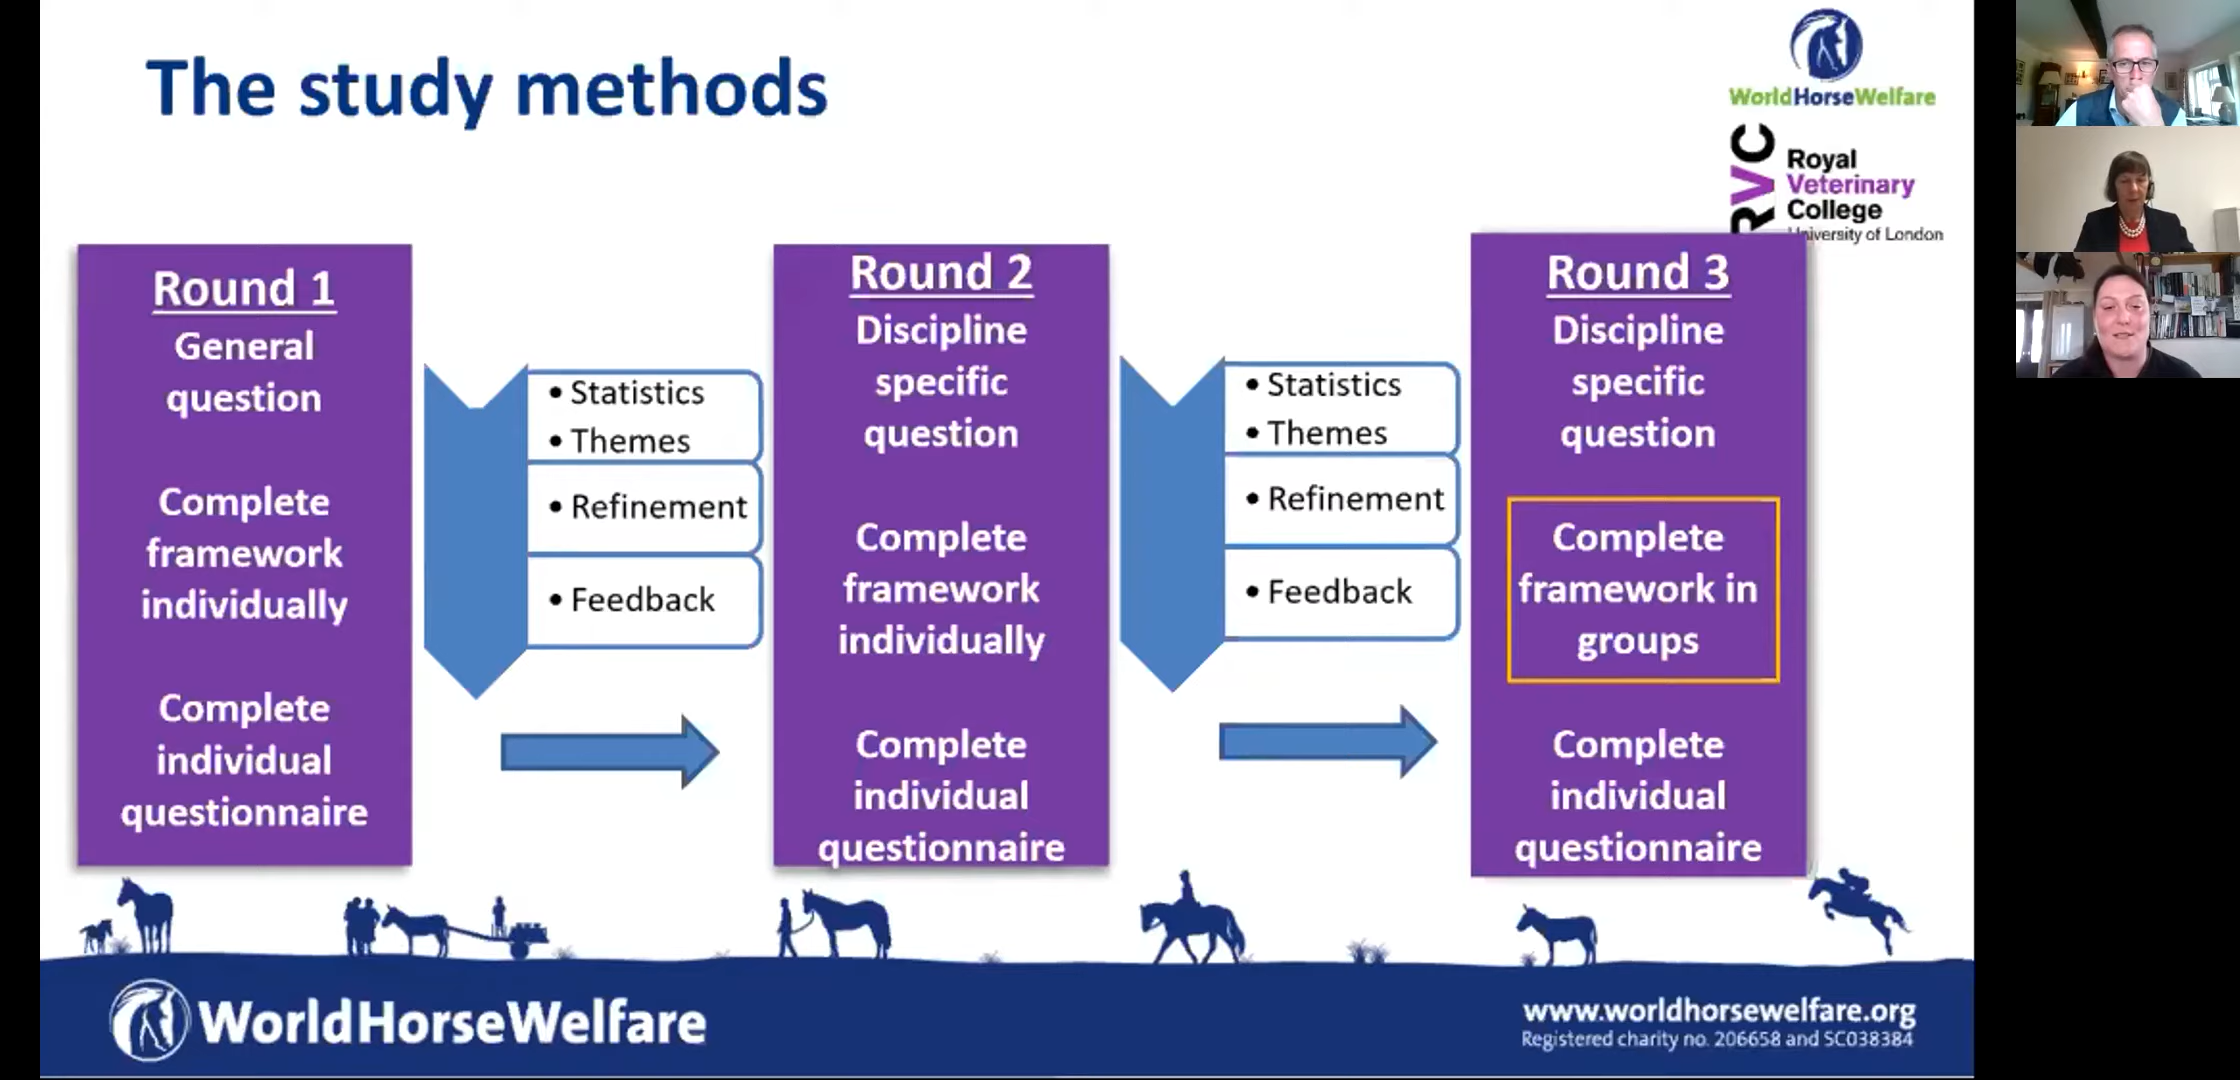 The study methods
WorldHorseWelfare
RVC
Royal
Veterinary
College
University of London
Round 1
General
question
Complete
framework
individually
Complete
individual
questionnaire
• Statistics
• Themes
• Refinement
• Feedback
Round 2
Discipline
specific
question
Complete
framework
individually
Complete
individual
questionnaire
• Statistics
• Themes
• Refinement
• Feedback
Round 3
Discipline
specific
question
Complete
framework in
groups
Complete
individual
questionnaire
WorldHorseWelfare
www.worldhorsewelfare.org
Registered charity no. 206658 and SC038384